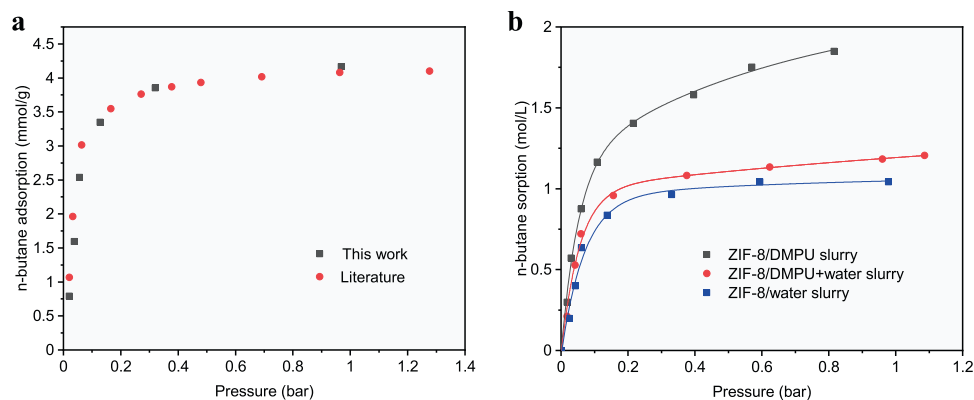 a
n-butane adsorption (mmol/g)
4.5
4
3.5
3
2.5
2
1.5
1
0.5
0
This work
Literature
0 0.2 0.4 0.6 0.8 1 1.2 1.4
Pressure (bar)
b
n-butane sorption (mol/L)
2
1.5
1
0.5
0
ZIF-8/DMPU slurry
ZIF-8/DMPU+water slurry
ZIF-8/water slurry
0 0.2 0.4 0.6 0.8 1 1.2
Pressure (bar)